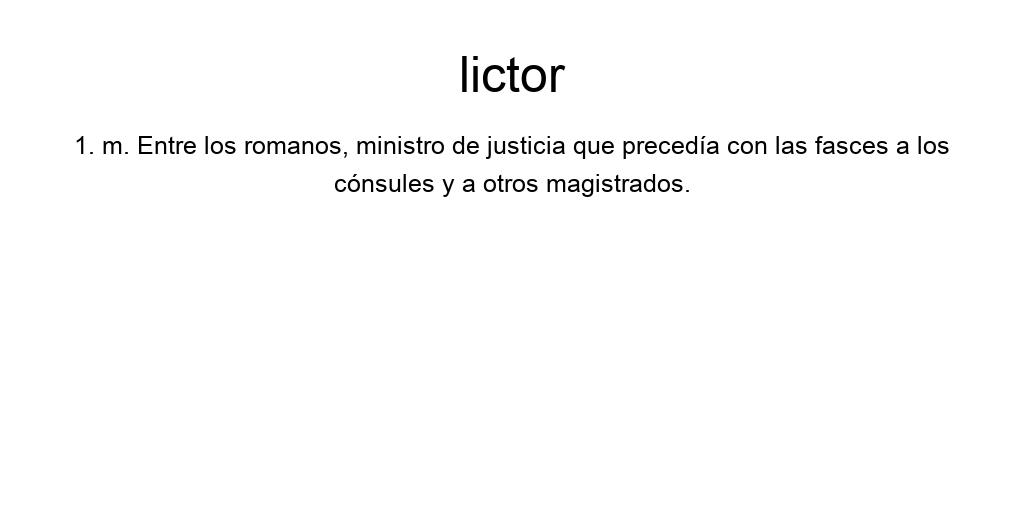 lictor
1. m. Entre los romanos, ministro de justicia que precedía con las fasces a los
cónsules y a otros magistrados.